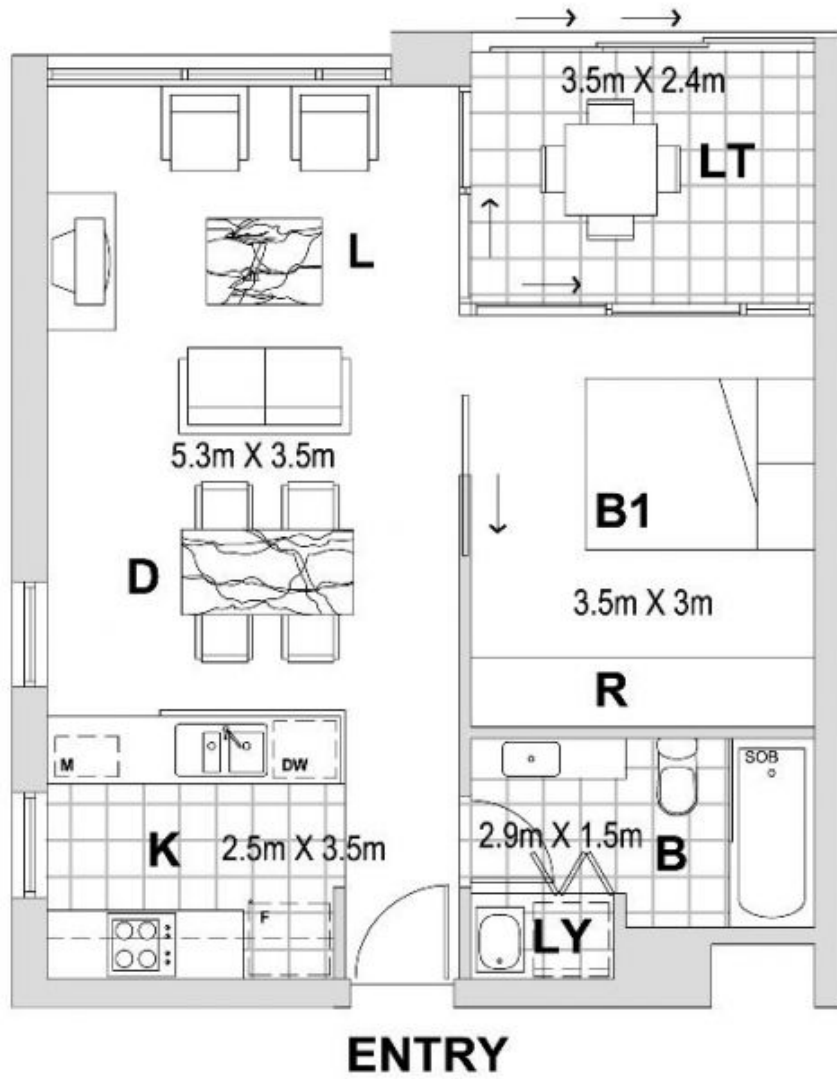 3.5m X 2.4m
LT
L
5.3m X 3.5m
B1
D
3.5m X 3m
R
M
DW
SOB
K
2.5m X 3.5m
2.9m X 1.5m
B
F
LY
ENTRY